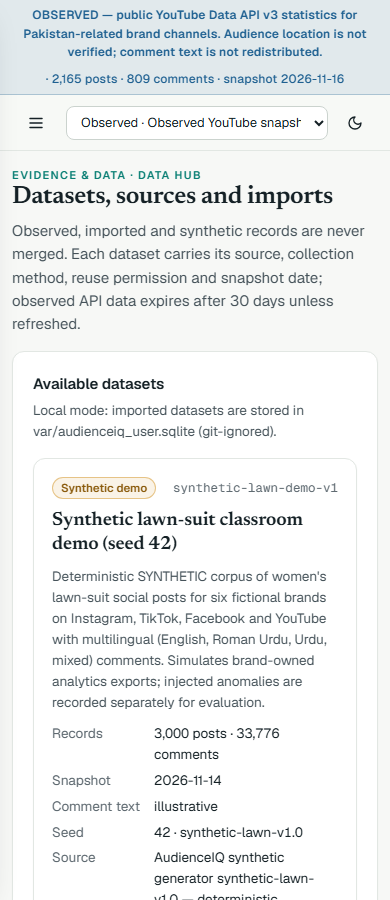 OBSERVED — public YouTube Data API v3 statistics for
Pakistan-related brand channels. Audience location is not
verified; comment text is not redistributed.
· 2,165 posts · 809 comments · snapshot 2026-11-16
Observed · Observed YouTube snapsh
EVIDENCE & DATA · DATA HUB
Datasets, sources and imports
Observed, imported and synthetic records are never
merged. Each dataset carries its source, collection
method, reuse permission and snapshot date;
observed API data expires after 30 days unless
refreshed.
Available datasets
Local mode: imported datasets are stored in
var/audienceiq_user.sqlite (git-ignored).
Synthetic demo synthetic-lawn-demo-v1
Synthetic lawn-suit classroom
demo (seed 42)
Deterministic SYNTHETIC corpus of women's
lawn-suit social posts for six fictional brands
on Instagram, TikTok, Facebook and YouTube
with multilingual (English, Roman Urdu, Urdu,
mixed) comments. Simulates brand-owned
analytics exports; injected anomalies are
recorded separately for evaluation.
Records 3,000 posts · 33,776
comments
Snapshot 2026-11-14
Comment text illustrative
Seed 42 · synthetic-lawn-v1.0
Source AudienceIQ synthetic
generator synthetic-lawn-
v1.0 — deterministic